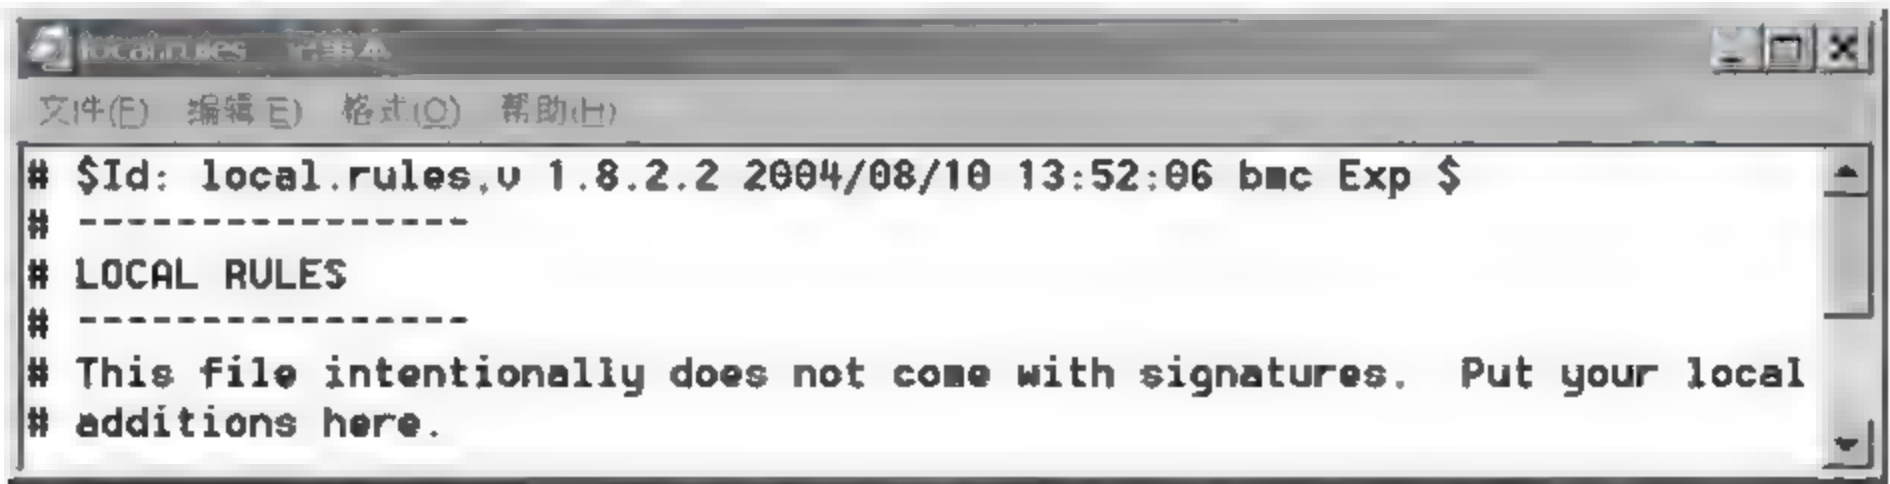 local.rules 记事本
文件(F) 编辑(E) 格式(O) 帮助(H)
# $Id: local.rules,v 1.8.2.2 2004/08/10 13:52:06 bmc Exp $
# ----------------
# LOCAL RULES
# ----------------
# This file intentionally does not come with signatures.  Put your local
# additions here.